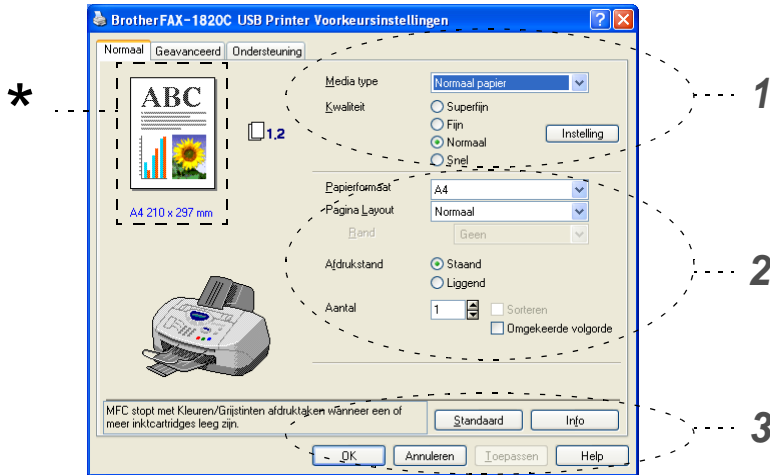 BrotherFAX-1820C USB Printer Voorkeursinstellingen
Normaal Geavanceerd Ondersteuning
*
ABC
1,2
A4 210 x 297 mm
Media type Normaal papier
Kwaliteit Superfijn
Fijn
Normaal Instelling
Snel
1
Papierformaat A4
Pagina Layout Normaal
Rand Geen
Afdrukstand Staand
Liggend
Aantal 1 Sorteren
Omgekeerde volgorde
2
MFC stopt met Kleuren/Grijstinten afdruktaken wanneer een of
meer inktcartridges leeg zijn.
Standaard Info
3
OK Annuleren Toepassen Help